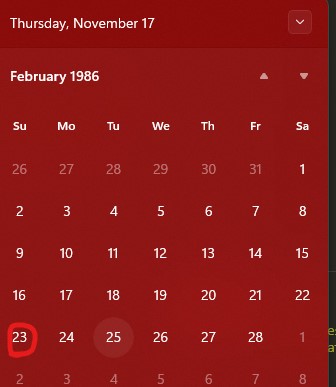 Thursday, November 17
February 1986
Su Mo Tu We Th Fr Sa
26 27 28 29 30 31 1
2 3 4 5 6 7 8
9 10 11 12 13 14 15
16 17 18 19 20 21 22
23 24 25 26 27 28 1
2 3 4 5 6 7 8